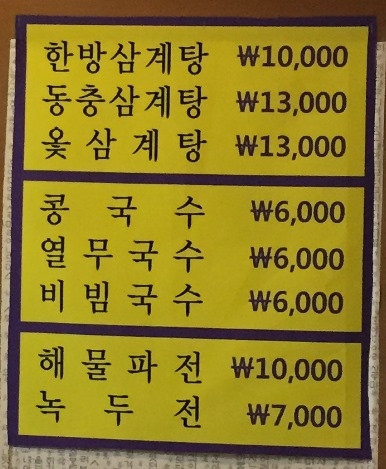 한방삼계탕 ₩10,000
동충삼계탕 ₩13,000
옻삼계탕 ₩13,000
콩국수 ₩6,000
열무국수 ₩6,000
비빔국수 ₩6,000
해물파전 ₩10,000
녹두전 ₩7,000